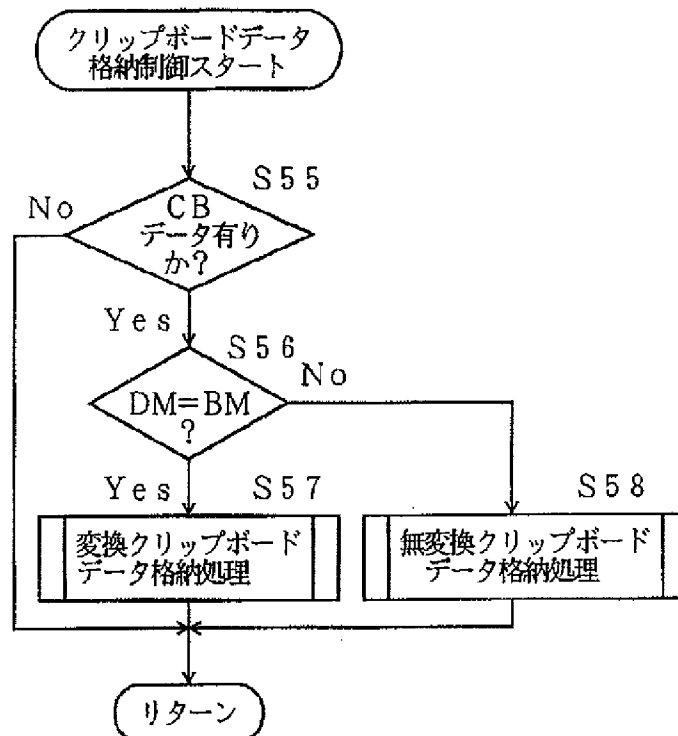 クリップボードデータ
格納制御スタート
S55
No
CB
データ有り
か?
Yes
S56
No
DM=BM
?
Yes
S57
S58
変換クリップボード
データ格納処理
無変換クリップボード
データ格納処理
リターン